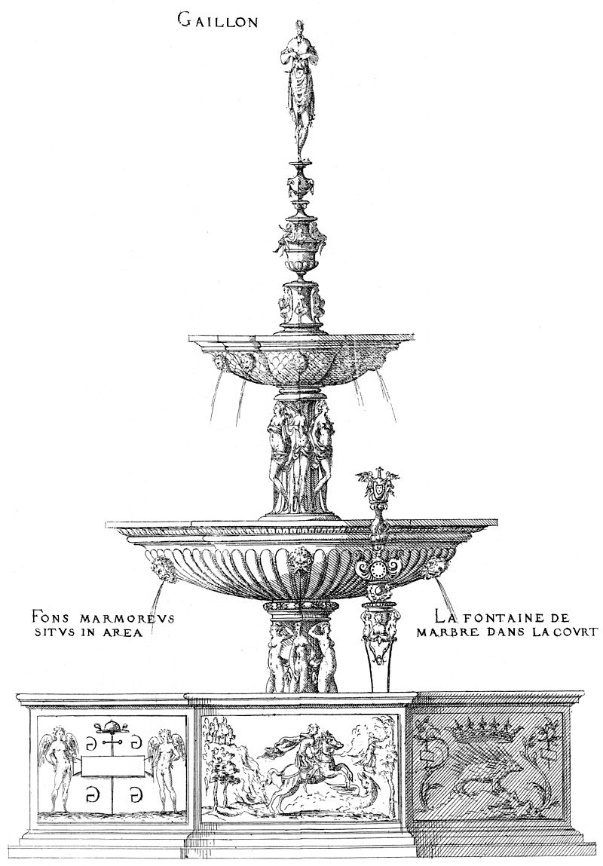 GAILLON
FONS MARMOREVS
SITVS IN AREA
LA FONTAINE DE
MARBRE DANS LA COVRT
G G
G G